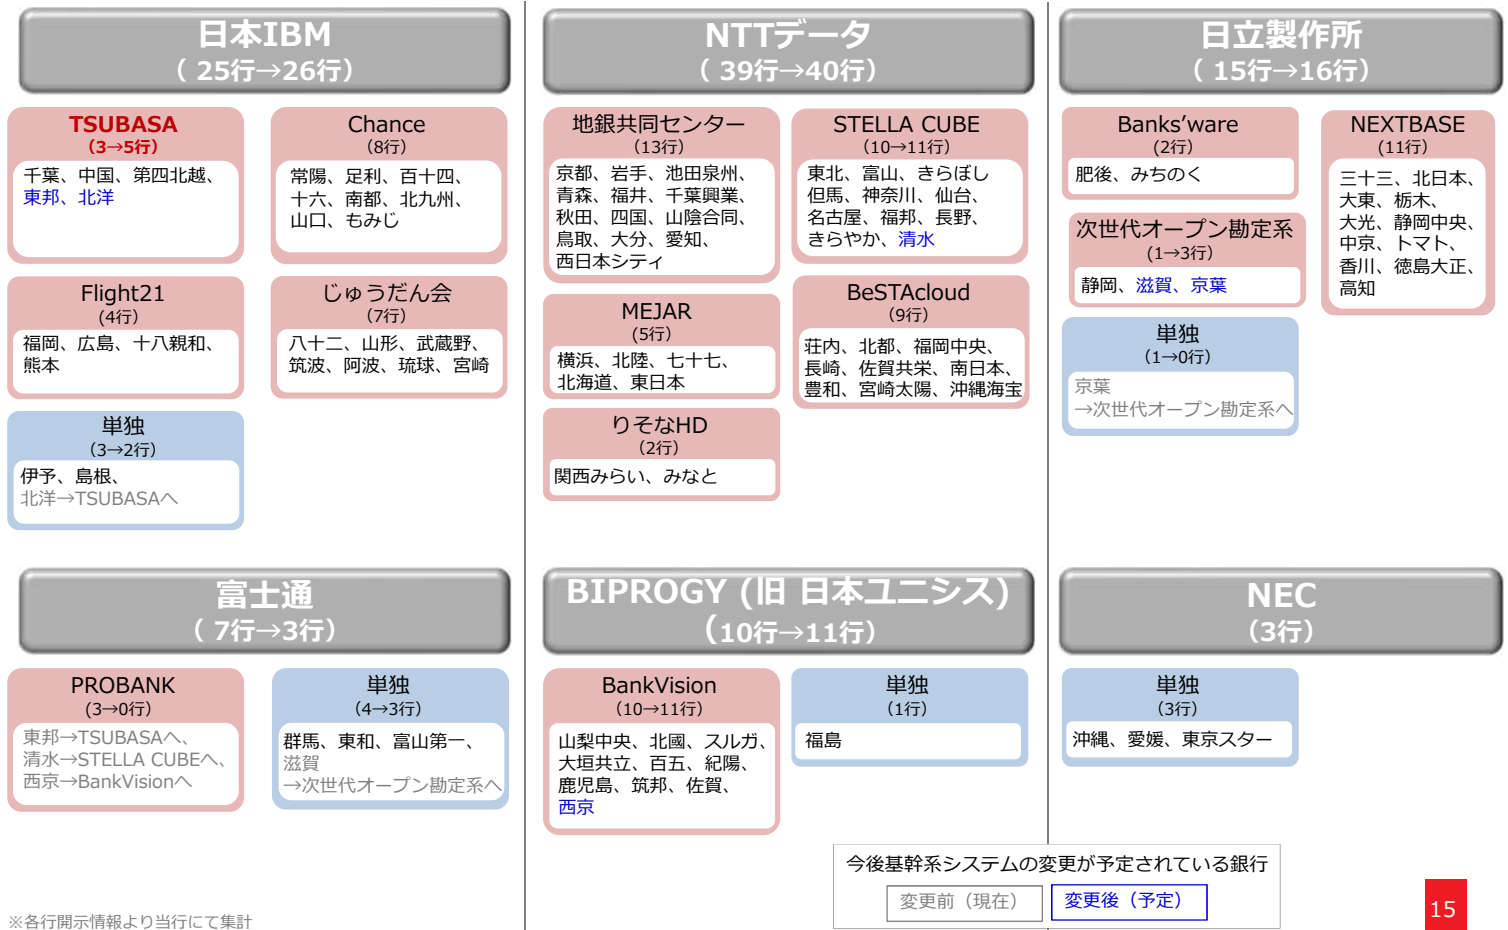 日本IBM
（ 25行→26行）
TSUBASA
（3→5行）
千葉、中国、第四北越、
東邦、北洋
Chance
（8行）
常陽、足利、百十四、
十六、南都、北九州、
山口、もみじ
Flight21
（4行）
福岡、広島、十八親和、
熊本
じゅうだん会
（7行）
八十二、山形、武蔵野、
筑波、阿波、琉球、宮崎
単独
（3→2行）
伊予、島根、
北洋→TSUBASAへ
NTTデータ
（ 39行→40行）
地銀共同センター
（13行）
京都、岩手、池田泉州、
青森、福井、千葉興業、
秋田、四国、山陰合同、
鳥取、大分、愛知、
西日本シティ
STELLA CUBE
（10→11行）
東北、富山、きらぼし
但馬、神奈川、仙台、
名古屋、福邦、長野、
きらやか、清水
MEJAR
（5行）
横浜、北陸、七十七、
北海道、東日本
BeSTAcloud
（9行）
荘内、北都、福岡中央、
長崎、佐賀共栄、南日本、
豊和、宮崎太陽、沖縄海宝
りそなHD
（2行）
関西みらい、みなと
日立製作所
（ 15行→16行）
Banks’ware
（2行）
肥後、みちのく
NEXTBASE
（11行）
三十三、北日本、
大東、栃木、
大光、静岡中央、
中京、トマト、
香川、徳島大正、
高知
次世代オープン勘定系
（1→3行）
静岡、滋賀、京葉
単独
（1→0行）
京葉
→次世代オープン勘定系へ
富士通
（ 7行→3行）
PROBANK
（3→0行）
東邦→TSUBASAへ、
清水→STELLA CUBEへ、
西京→BankVisionへ
単独
（4→3行）
群馬、東和、富山第一、
滋賀
→次世代オープン勘定系へ
BIPROGY (旧 日本ユニシス)
（10行→11行）
BankVision
（10→11行）
山梨中央、北國、スルガ、
大垣共立、百五、紀陽、
鹿児島、筑邦、佐賀、
西京
単独
（1行）
福島
NEC
（3行）
単独
（3行）
沖縄、愛媛、東京スター
今後基幹系システムの変更が予定されている銀行
変更前（現在）
変更後（予定）
※各行開示情報より当行にて集計
15